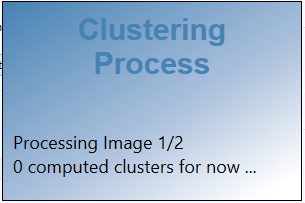 Clustering
Process
Processing Image 1/2
0 computed clusters for now ...